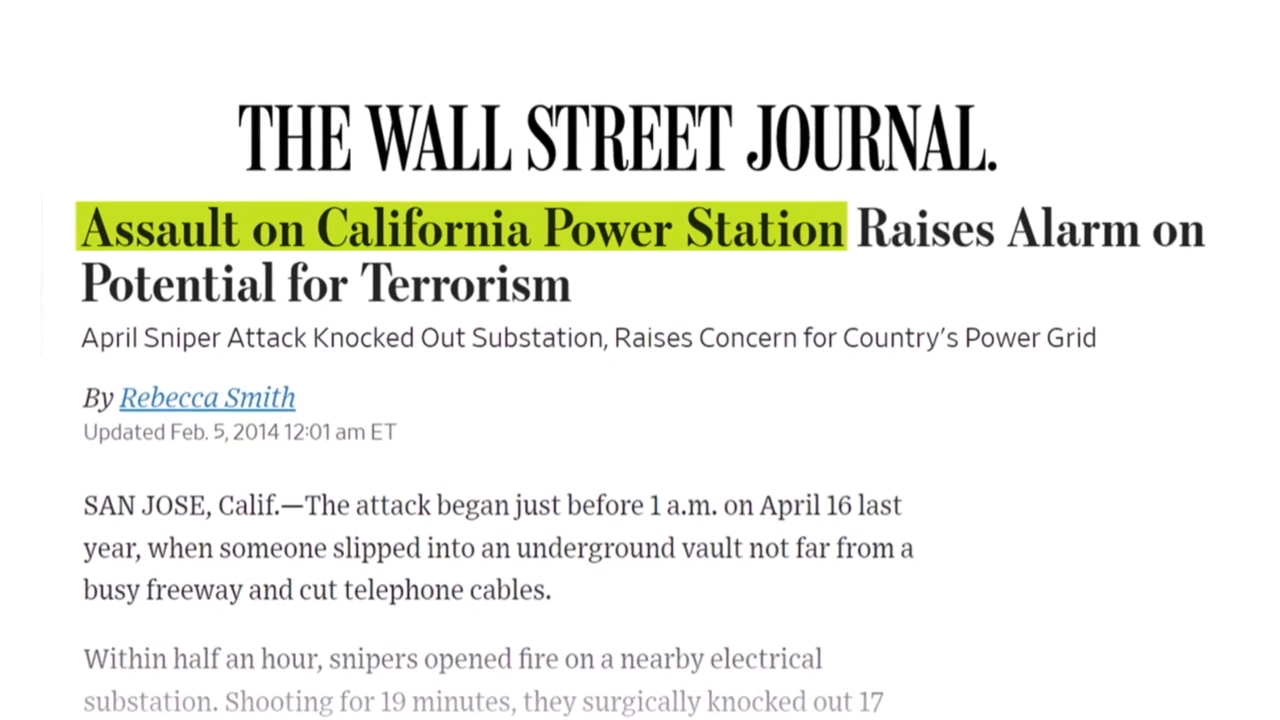 THE WALL STREET JOURNAL.
Assault on California Power Station Raises Alarm on
Potential for Terrorism
April Sniper Attack Knocked Out Substation, Raises Concern for Country's Power Grid
By Rebecca Smith
Updated Feb. 5, 2014 12:01 am ET
SAN JOSE, Calif.—The attack began just before 1 a.m. on April 16 last
year, when someone slipped into an underground vault not far from a
busy freeway and cut telephone cables.
Within half an hour, snipers opened fire on a nearby electrical
substation. Shooting for 19 minutes, they surgically knocked out 17